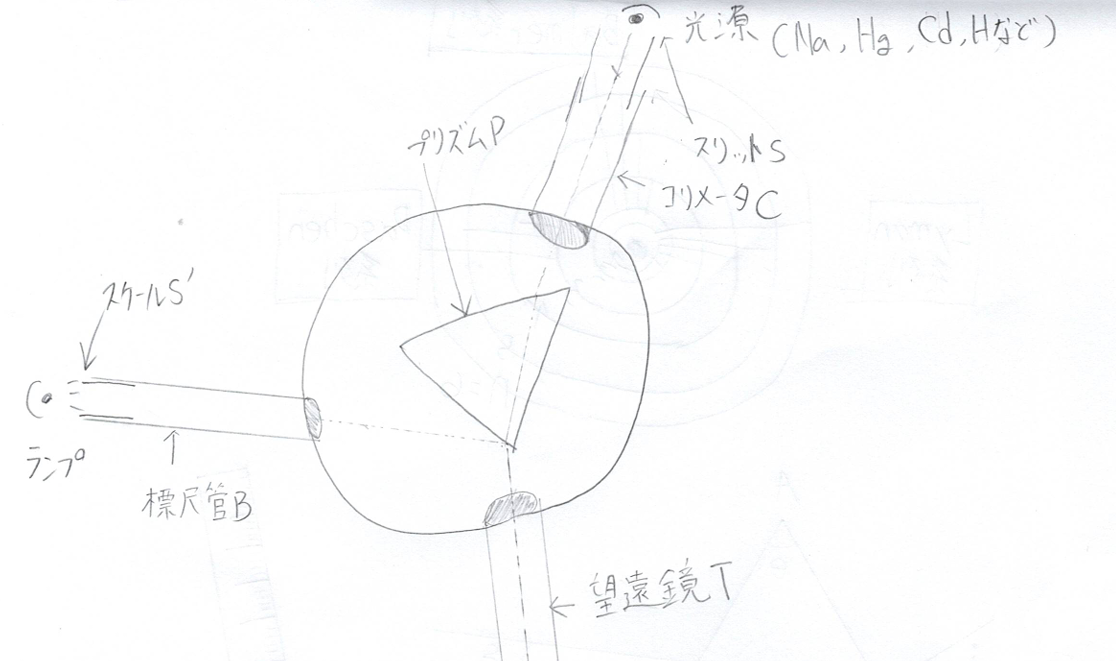 光源 (Na, Hg, Cd, Hなど)
プリズムP
スリットS
コリメータC
スケールS'
ランプ
標尺管B
望遠鏡T
Paschen
Lyman